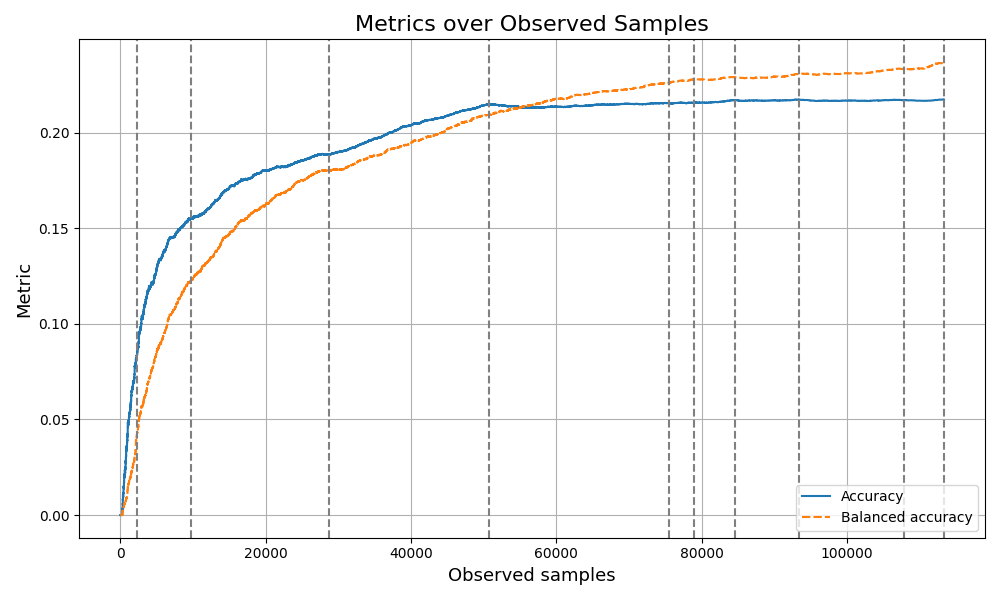 Metrics over Observed Samples
Metric
0.20
0.15
0.10
0.05
0.00
0
20000
40000
60000
80000
100000
Observed samples
Accuracy
Balanced accuracy